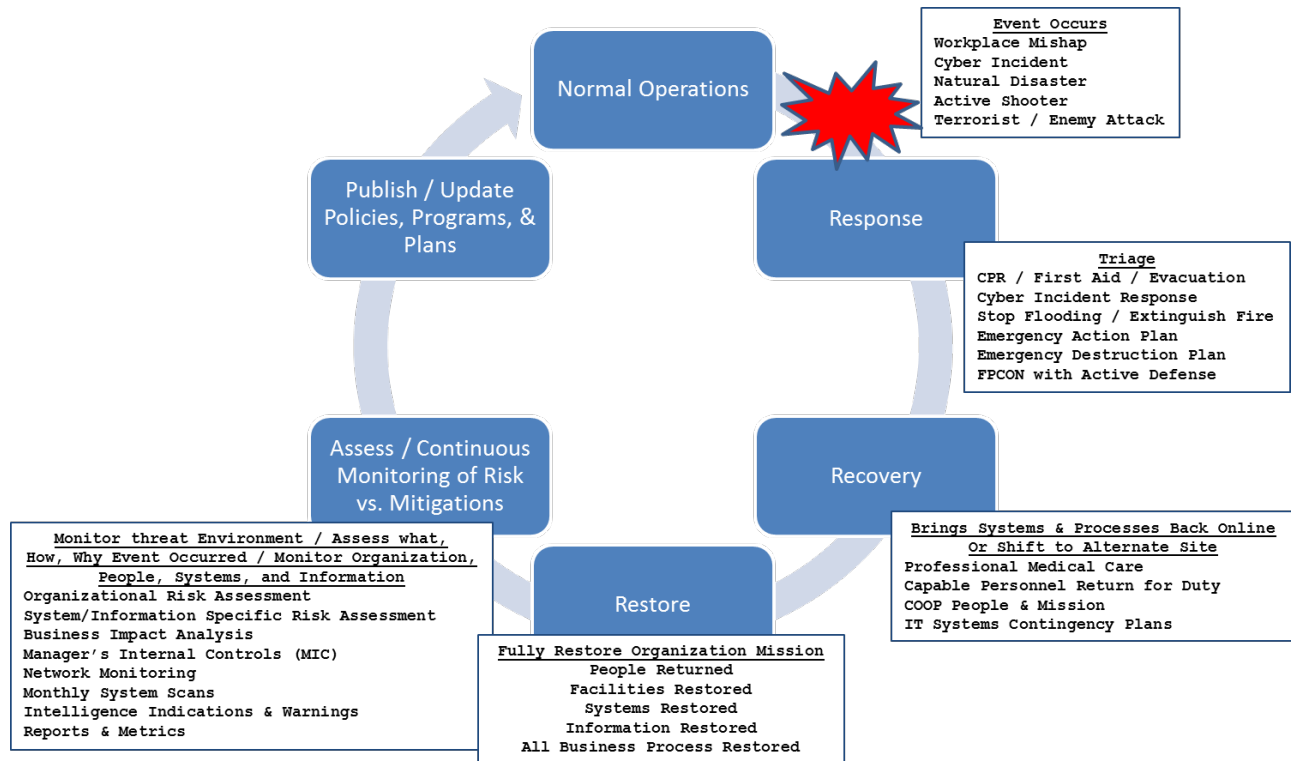 Normal Operations
Event Occurs
Workplace Mishap
Cyber Incident
Natural Disaster
Active Shooter
Terrorist / Enemy Attack
Response
Triage
CPR / First Aid / Evacuation
Cyber Incident Response
Stop Flooding / Extinguish Fire
Emergency Action Plan
Emergency Destruction Plan
FPCON with Active Defense
Recovery
Brings Systems & Processes Back Online
Or Shift to Alternate Site
Professional Medical Care
Capable Personnel Return for Duty
COOP People & Mission
IT Systems Contingency Plans
Restore
Fully Restore Organization Mission
People Returned
Facilities Restored
Systems Restored
Information Restored
All Business Process Restored
Assess / Continuous
Monitoring of Risk
vs. Mitigations
Monitor threat Environment / Assess what,
How, Why Event Occurred / Monitor Organization,
People, Systems, and Information
Organizational Risk Assessment
System/Information Specific Risk Assessment
Business Impact Analysis
Manager's Internal Controls (MIC)
Network Monitoring
Monthly System Scans
Intelligence Indications & Warnings
Reports & Metrics
Publish / Update
Policies, Programs, &
Plans